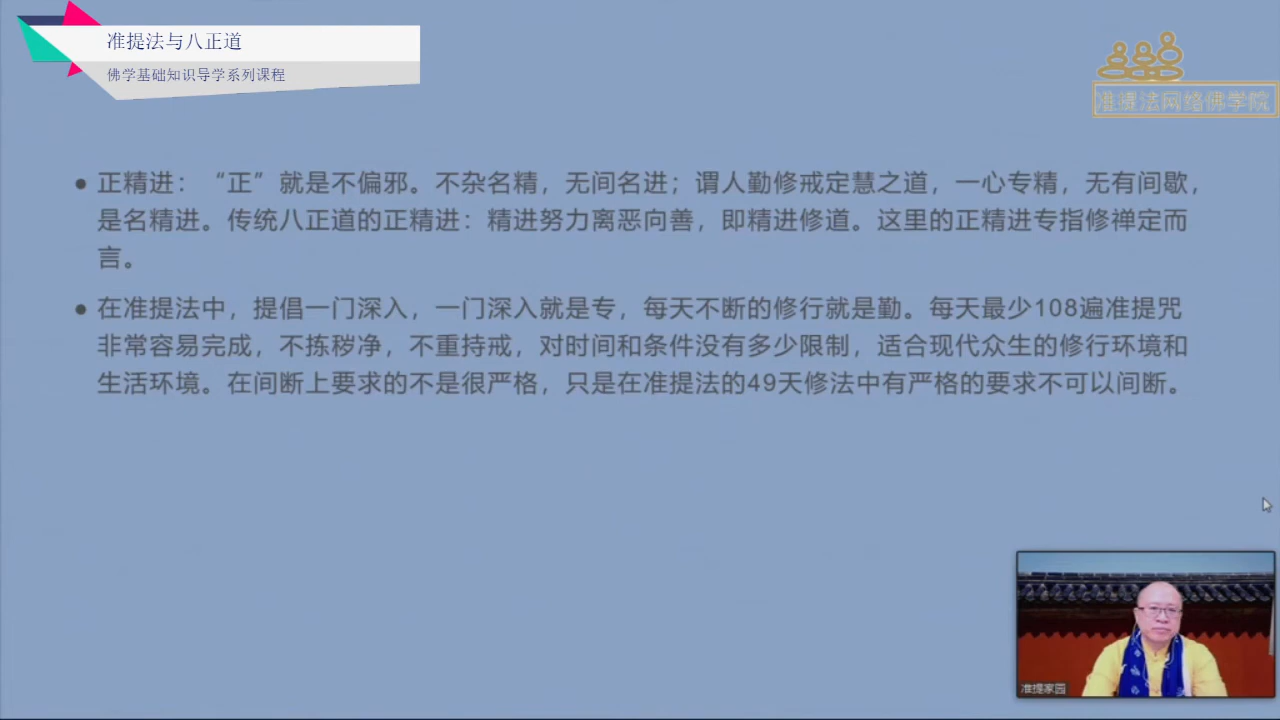 准提法与八正道
佛学基础知识导学系列课程
准提法网络佛学院
● 正精进：“正”就是不偏邪。不杂名精，无间名进；谓人勤修戒定慧之道，一心专精，无有间歇，
是名精进。传统八正道的正精进：精进努力离恶向善，即精进修道。这里的正精进专指修禅定而
言。
● 在准提法中，提倡一门深入，一门深入就是专，每天不断的修行就是勤。每天最少108遍准提咒
非常容易完成，不拣秽净，不重持戒，对时间和条件没有多少限制，适合现代众生的修行环境和
生活环境。在间断上要求的不是很严格，只是在准提法的49天修法中有严格的要求不可以间断。
准提家园